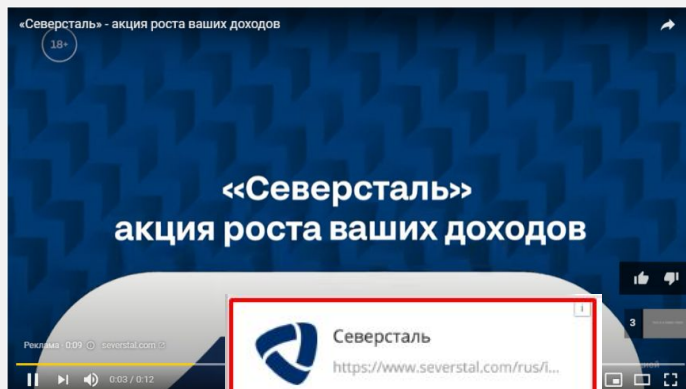 «Северсталь» - акция роста ваших доходов
18+
«Северсталь»
акция роста ваших доходов
3
Реклама · 0:09 severstal.com
0:03 / 0:12
i
Северсталь
https://www.severstal.com/rus/i...